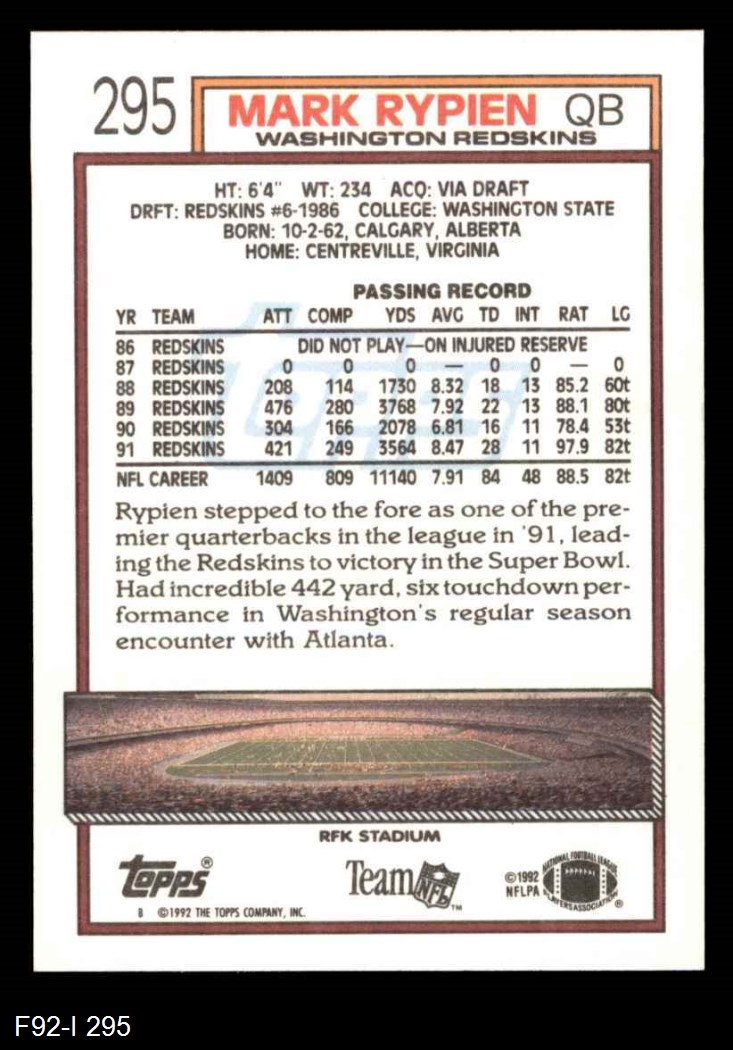 295 MARK RYPIEN QB
WASHINGTON REDSKINS
HT: 6'4" WT: 234 ACQ: VIA DRAFT
DRFT: REDSKINS #6-1986 COLLEGE: WASHINGTON STATE
BORN: 10-2-62, CALGARY, ALBERTA
HOME: CENTREVILLE, VIRGINIA
PASSING RECORD
YR TEAM ATT COMP YDS AVG TD INT RAT LG
86 REDSKINS DID NOT PLAY—ON INJURED RESERVE
87 REDSKINS 0 0 0 — 0 0 — 0
88 REDSKINS 208 114 1730 8.32 18 13 85.2 60t
89 REDSKINS 476 280 3768 7.92 22 13 88.1 80t
90 REDSKINS 304 166 2078 6.81 16 11 78.4 53t
91 REDSKINS 421 249 3564 8.47 28 11 97.9 82t
NFL CAREER 1409 809 11140 7.91 84 48 88.5 82t
Topps
Rypien stepped to the fore as one of the pre-
mier quarterbacks in the league in '91, lead-
ing the Redskins to victory in the Super Bowl.
Had incredible 442 yard, six touchdown per-
formance in Washington's regular season
encounter with Atlanta.
RFK STADIUM
Topps®
Team NFL™
©1992
NFLPA
NATIONAL FOOTBALL LEAGUE
PLAYERS ASSOCIATION ®
B ©1992 THE TOPPS COMPANY, INC.
F92-I 295